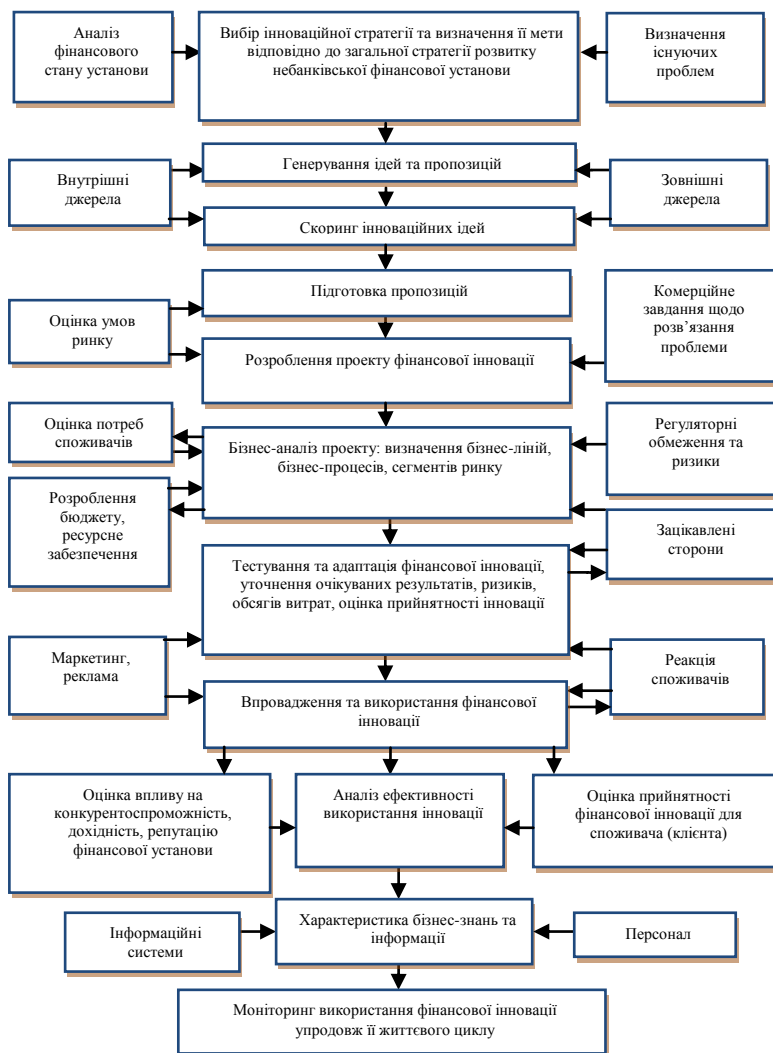 Аналіз
фінансового
стану установи
Вибір інноваційної стратегії та визначення її мети
відповідно до загальної стратегії розвитку
небанківської фінансової установи
Визначення
існуючих
проблем
Генерування ідей та пропозицій
Внутрішні
джерела
Зовнішні
джерела
Скоринг інноваційних ідей
Підготовка пропозицій
Оцінка умов
ринку
Комерційне
завдання щодо
розв’язання
проблеми
Розроблення проекту фінансової інновації
Оцінка потреб
споживачів
Бізнес-аналіз проекту: визначення бізнес-ліній,
бізнес-процесів, сегментів ринку
Регуляторні
обмеження та
ризики
Розроблення
бюджету,
ресурсне
забезпечення
Зацікавлені
сторони
Тестування та адаптація фінансової інновації,
уточнення очікуваних результатів, ризиків,
обсягів витрат, оцінка прийнятності інновації
Маркетинг,
реклама
Реакція
споживачів
Впровадження та використання фінансової
інновації
Оцінка впливу на
конкурентоспроможність,
дохідність, репутацію
фінансової установи
Аналіз ефективності
використання інновації
Оцінка прийнятності
фінансової інновації для
споживача (клієнта)
Характеристика бізнес-знань та
інформації
Інформаційні
системи
Персонал
Моніторинг використання фінансової інновації
упродовж її життєвого циклу